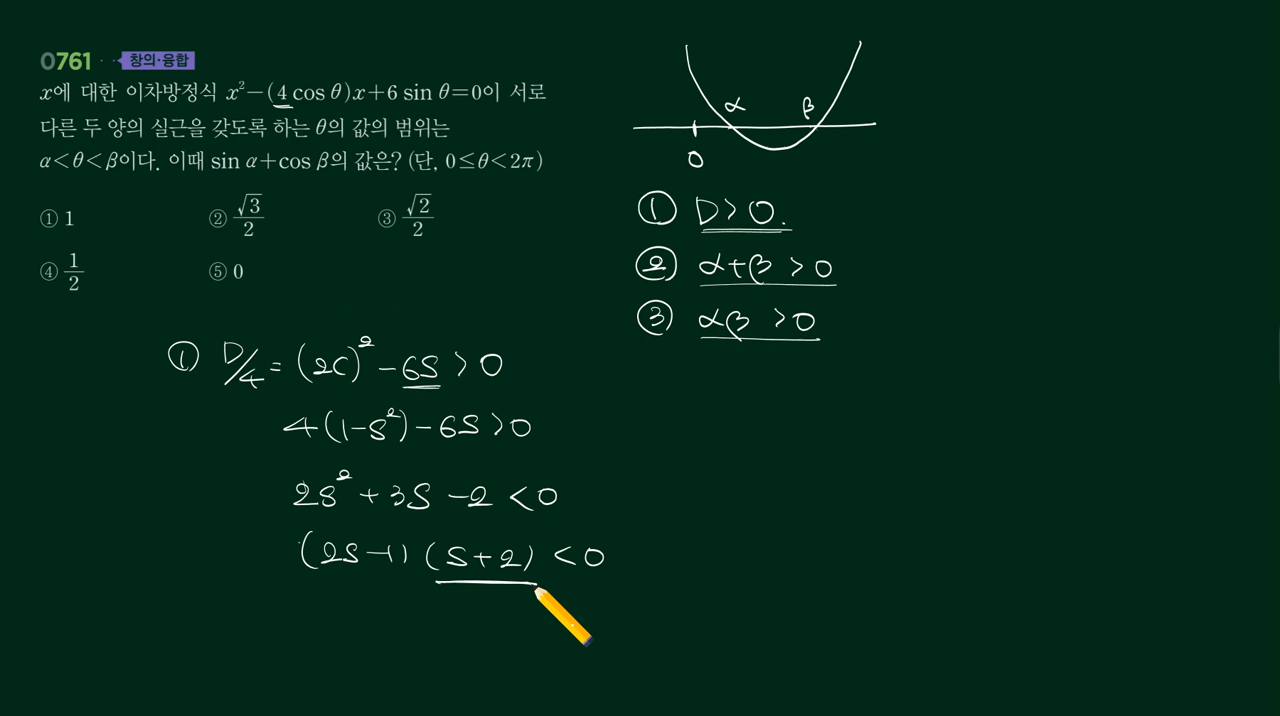 0761 창의·융합
x에 대한 이차방정식 x²−(4 cos θ)x+6 sin θ=0이 서로
다른 두 양의 실근을 갖도록 하는 θ의 값의 범위는
α<θ<β이다. 이때 sin α+cos β의 값은? (단, 0≤θ<2π)
① 1 ② √3/2 ③ √2/2
④ 1/2 ⑤ 0
α β
0
① D>0.
② α+β >0
③ αβ >0
① D/4 = (2C)² − 6S > 0
4(1−S²) − 6S > 0
2S² + 3S − 2 < 0
(2S−1)(S+2) < 0